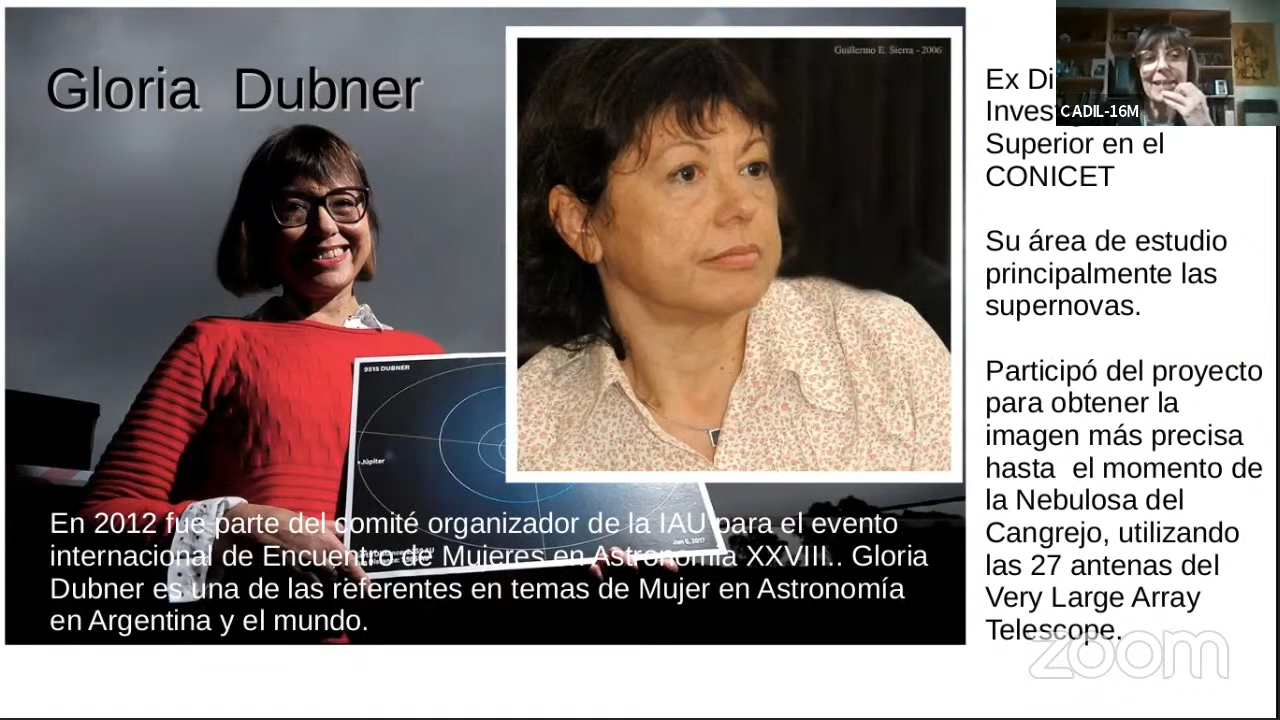 Gloria Dubner
Guillermo E. Sierra - 2006
9515 DUBNER
Júpiter
Jun 5, 2017
En 2012 fue parte del comité organizador de la IAU para el evento
internacional de Encuentro de Mujeres en Astronomía XXVIII.. Gloria
Dubner es una de las referentes en temas de Mujer en Astronomía
en Argentina y el mundo.
CADIL-16M
Ex
Superior en el
CONICET
Su área de estudio
principalmente las
supernovas.
Participó del proyecto
para obtener la
imagen más precisa
hasta el momento de
la Nebulosa del
Cangrejo, utilizando
las 27 antenas del
Very Large Array
Telescope.
zoom